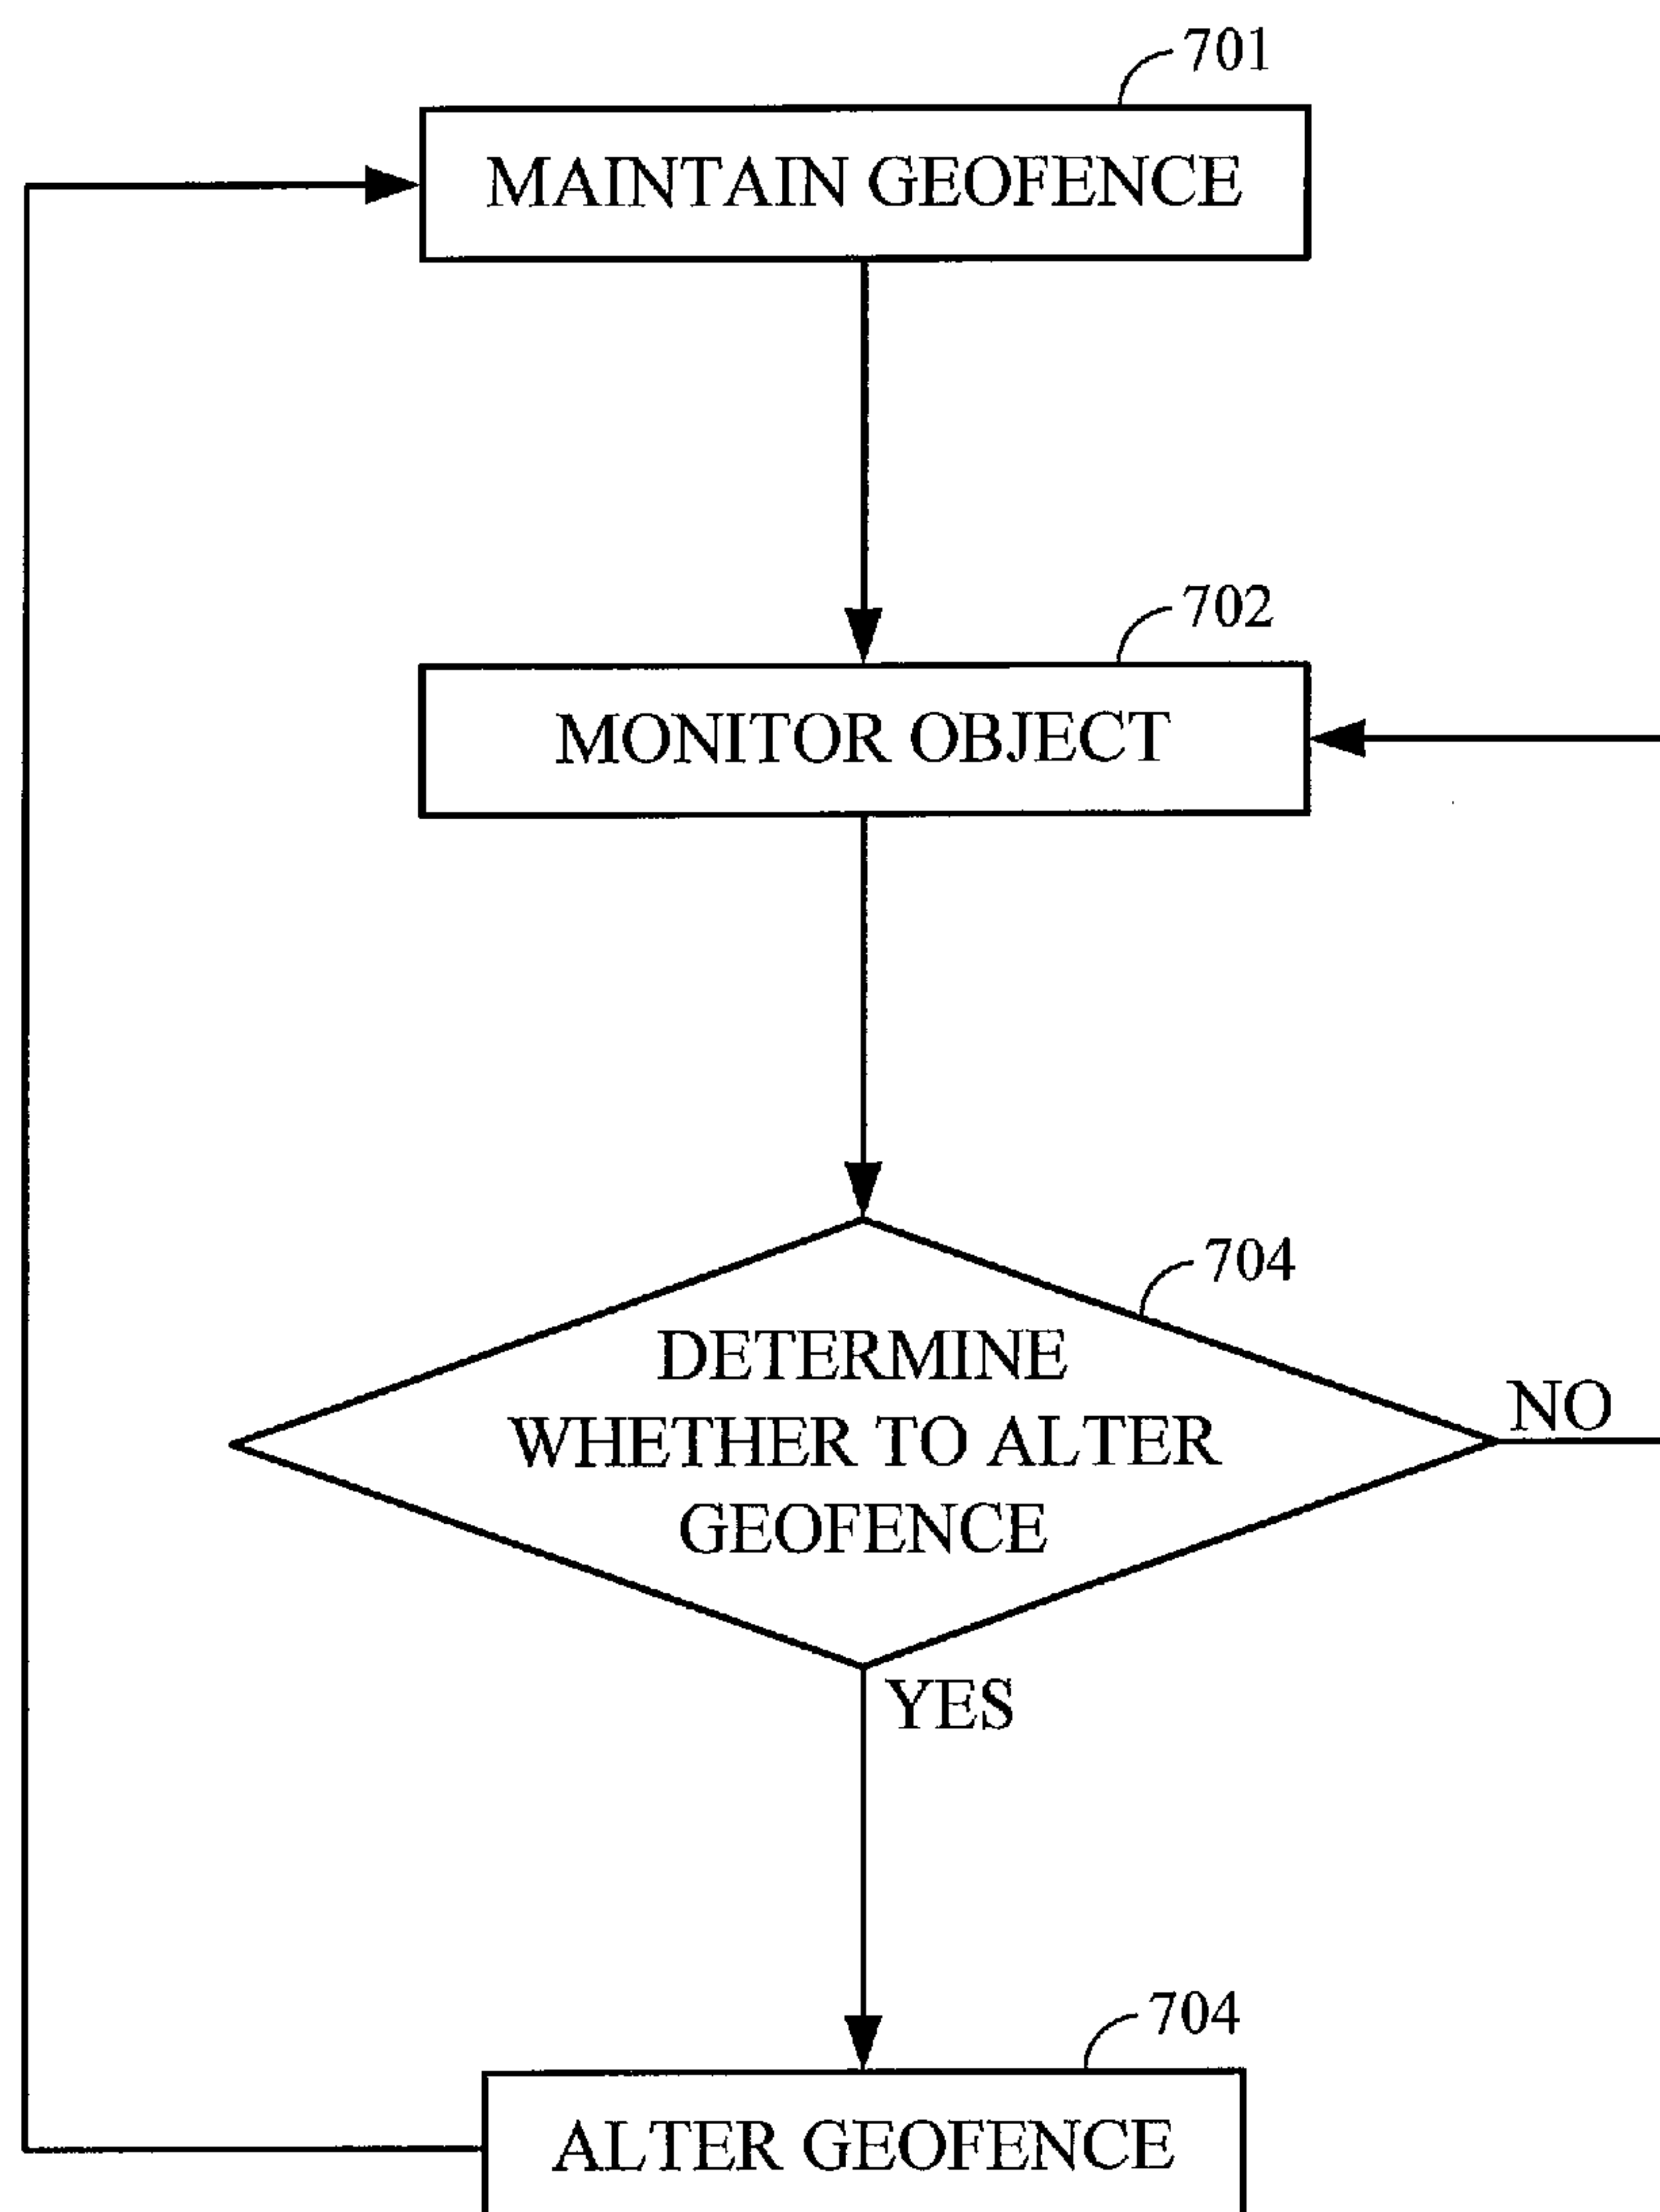 701
MAINTAIN GEOFENCE
702
MONITOR OBJECT
704
DETERMINE
WHETHER TO ALTER
GEOFENCE
NO
YES
704
ALTER GEOFENCE